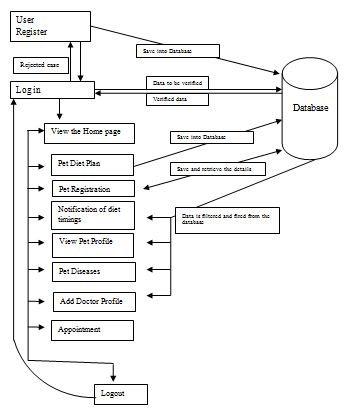 User
Register
Save into Database
Rejected case
Login
Data to be verified
Verified data
Database
View the Home page
Save into Database
Pet Diet Plan
Save and retrieve the details
Pet Registration
Notification of diet
timings
Data is filtered and fired from the
database
View Pet Profile
Pet Diseases
Add Doctor Profile
Appointment
Logout